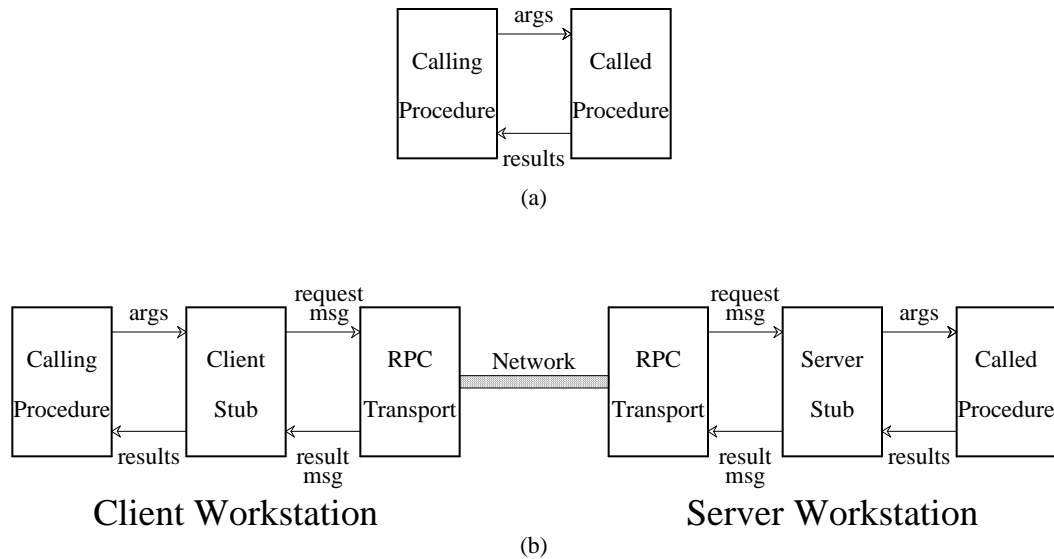 args
Calling
Procedure
Called
Procedure
results
(a)
request
msg
request
msg
args
args
Calling
Procedure
Client
Stub
RPC
Transport
Network
RPC
Transport
Server
Stub
Called
Procedure
results
result
msg
result
msg
results
Client Workstation
Server Workstation
(b)